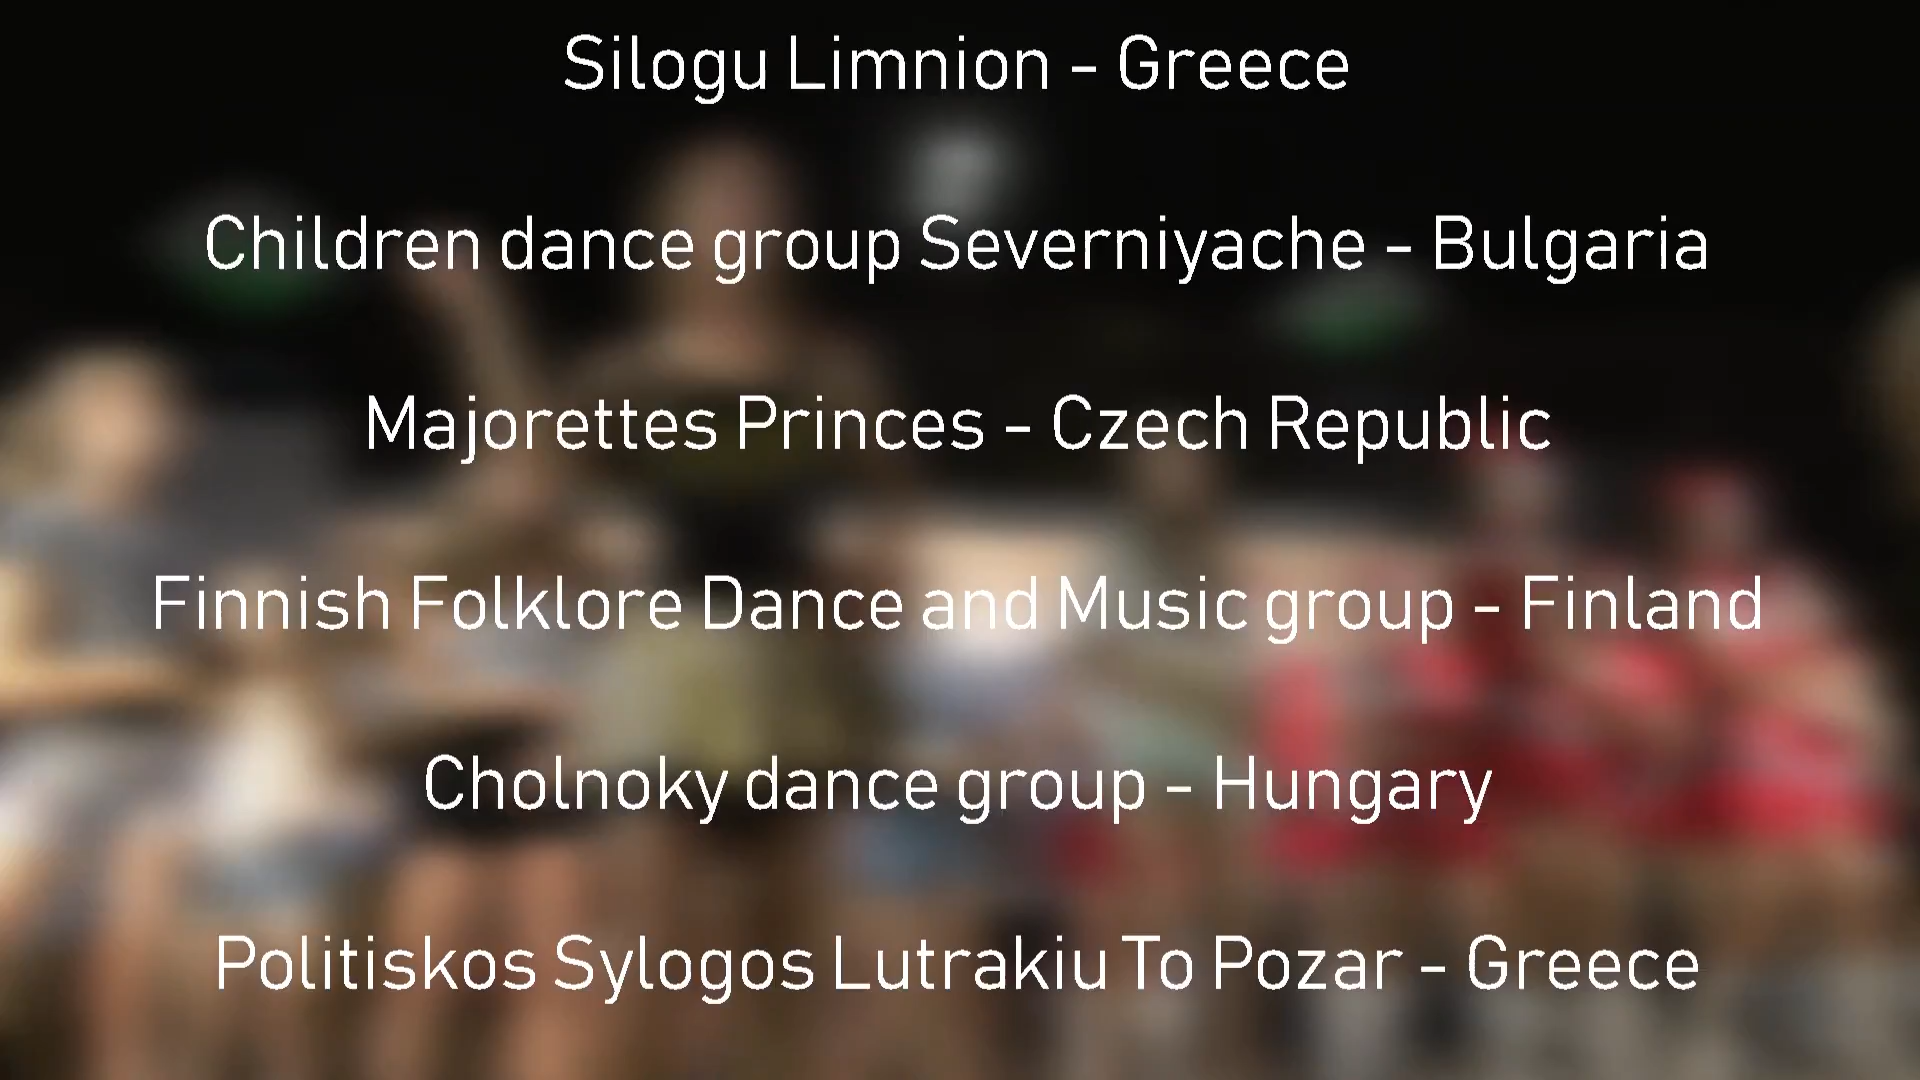 Silogu Limnion - Greece
Children dance group Severniyache - Bulgaria
Majorettes Princes - Czech Republic
Finnish Folklore Dance and Music group - Finland
Cholnoky dance group - Hungary
Politiskos Sylogos Lutrakiu To Pozar - Greece